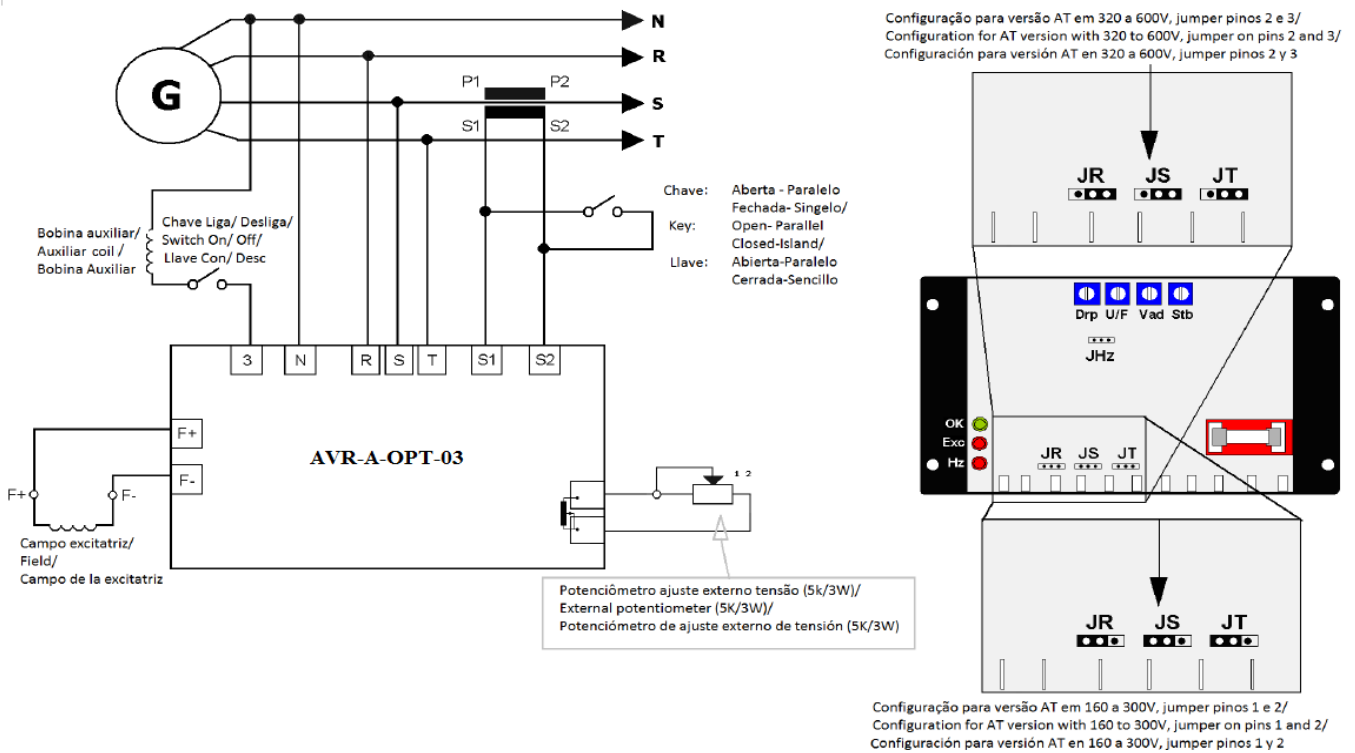 N
R
S
T
G
P1 P2
S1 S2
Bobina auxiliar/
Auxiliar coil /
Bobina Auxiliar
Chave Liga/ Desliga/
Switch On/ Off/
Llave Con/ Desc
Chave: Aberta - Paralelo
Fechada- Singelo/
Key: Open- Parallel
Closed-Island/
Llave: Abierta-Paralelo
Cerrada-Sencillo
3 N R S T S1 S2
F+
F-
AVR-A-OPT-03
F+ F-
Campo excitatriz/
Field/
Campo de la excitatriz
1 2
Potenciômetro ajuste externo tensão (5k/3W)/
External potentiometer (5K/3W)/
Potenciómetro de ajuste externo de tensión (5K/3W)
Configuração para versão AT em 320 a 600V, jumper pinos 2 e 3/
Configuration for AT version with 320 to 600V, jumper on pins 2 and 3/
Configuración para versión AT en 320 a 600V, jumper pinos 2 y 3
JR JS JT
Drp U/F Vad Stb
JHz
OK
Exc
Hz
JR JS JT
JR JS JT
Configuração para versão AT em 160 a 300V, jumper pinos 1 e 2/
Configuration for AT version with 160 to 300V, jumper on pins 1 and 2/
Configuración para versión AT en 160 a 300V, jumper pinos 1 y 2